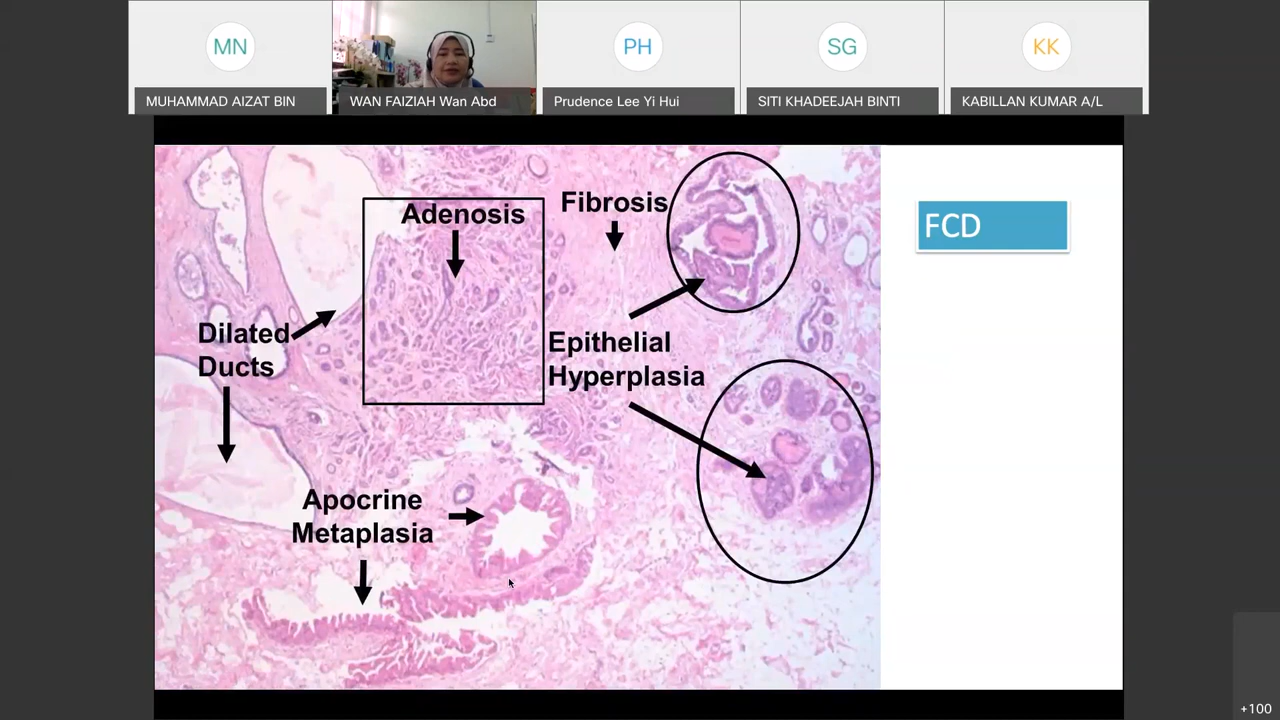 MN
PH
SG
KK
MUHAMMAD AIZAT BIN
WAN FAIZIAH Wan Abd
Prudence Lee Yi Hui
SITI KHADEEJAH BINTI
KABILLAN KUMAR A/L
Adenosis
Fibrosis
FCD
Dilated
Ducts
Epithelial
Hyperplasia
Apocrine
Metaplasia
+100